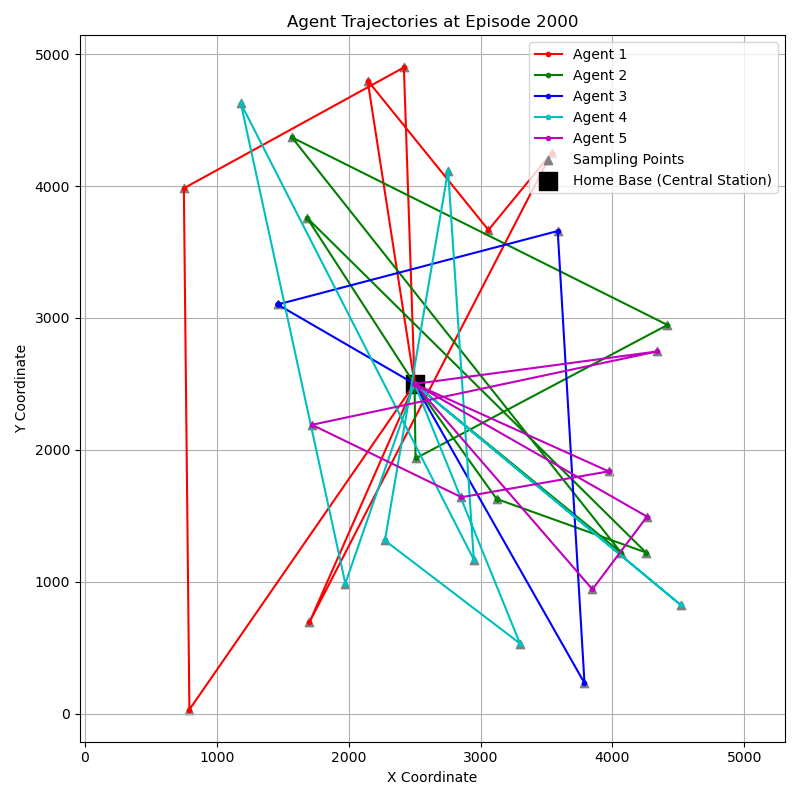 Agent Trajectories at Episode 2000
Agent 1
Agent 2
Agent 3
Agent 4
Agent 5
Sampling Points
Home Base (Central Station)
Y Coordinate
5000
4000
3000
2000
1000
0
0 1000 2000 3000 4000 5000
X Coordinate